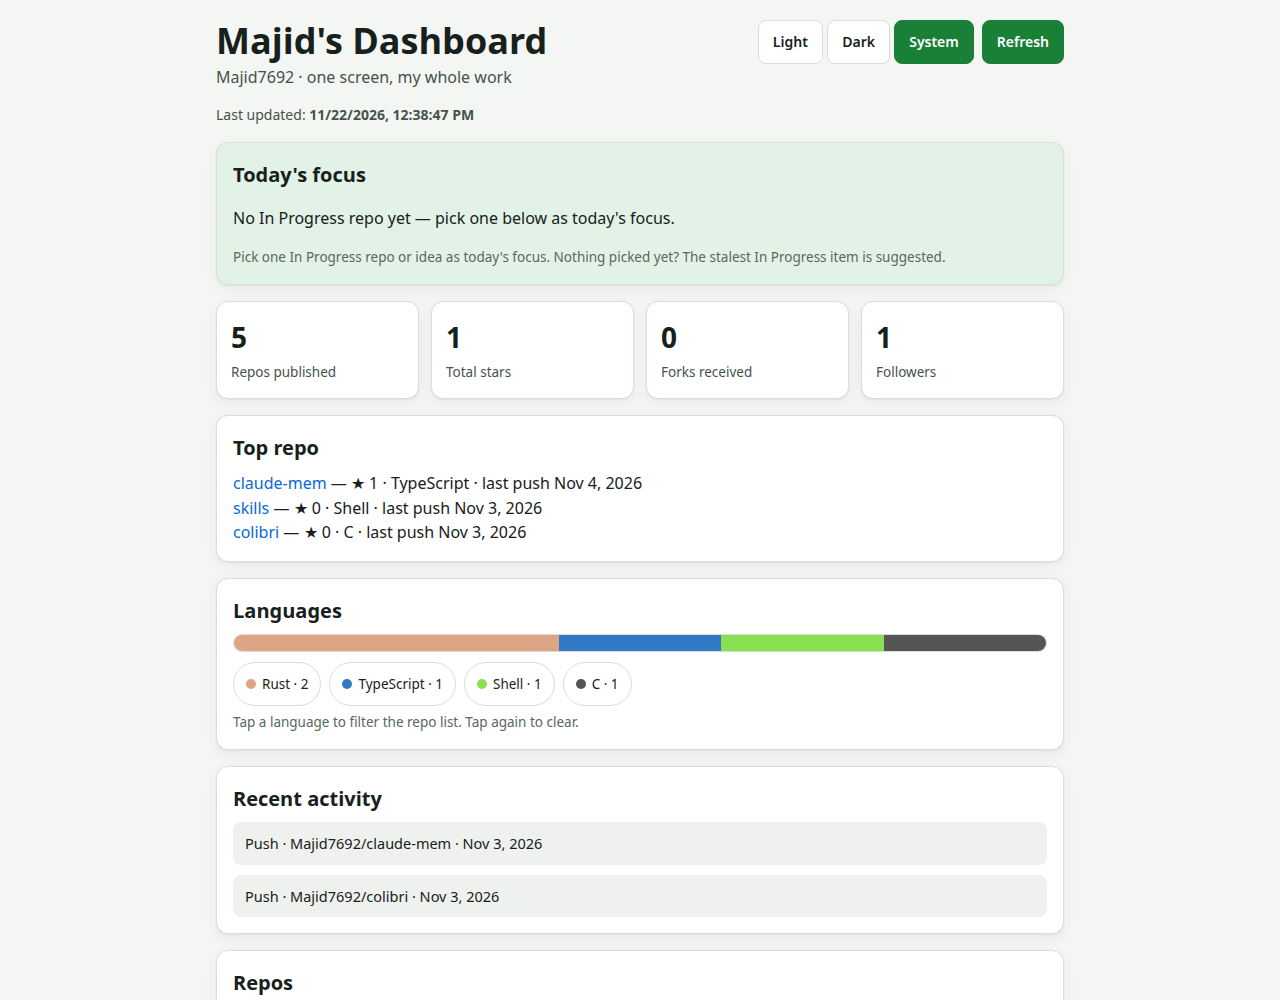 Majid's Dashboard
Light
Dark
System
Refresh
Majid7692 · one screen, my whole work
Last updated: 11/22/2026, 12:38:47 PM
Today's focus
No In Progress repo yet — pick one below as today's focus.
Pick one In Progress repo or idea as today's focus. Nothing picked yet? The stalest In Progress item is suggested.
5
Repos published
1
Total stars
0
Forks received
1
Followers
Top repo
claude-mem — ★ 1 · TypeScript · last push Nov 4, 2026
skills — ★ 0 · Shell · last push Nov 3, 2026
colibri — ★ 0 · C · last push Nov 3, 2026
Languages
Rust · 2
TypeScript · 1
Shell · 1
C · 1
Tap a language to filter the repo list. Tap again to clear.
Recent activity
Push · Majid7692/claude-mem · Nov 3, 2026
Push · Majid7692/colibri · Nov 3, 2026
Repos